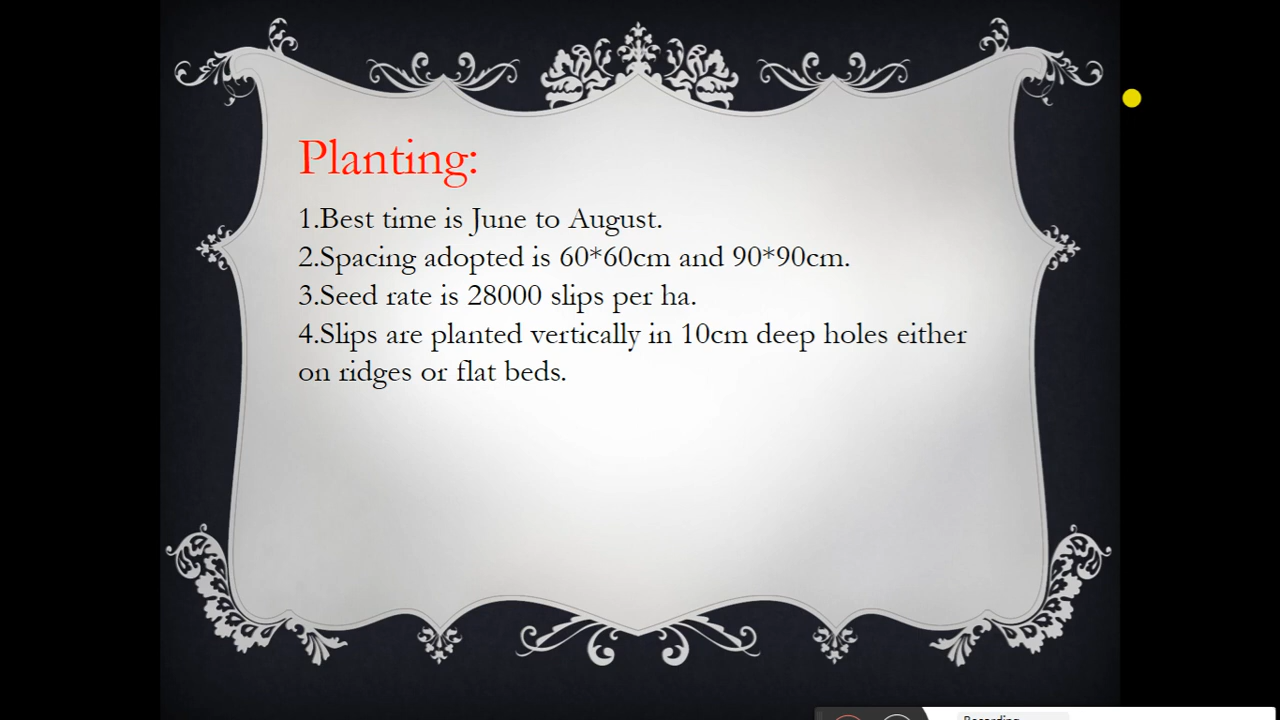 Planting:
1.Best time is June to August.
2.Spacing adopted is 60*60cm and 90*90cm.
3.Seed rate is 28000 slips per ha.
4.Slips are planted vertically in 10cm deep holes either
on ridges or flat beds.